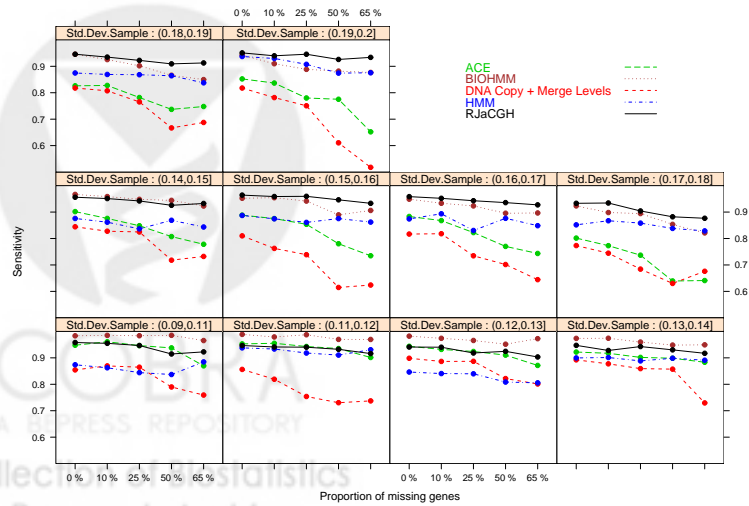 0 % 10 % 25 % 50 % 65 %
Std.Dev.Sample : (0.18,0.19]
Std.Dev.Sample : (0.19,0.2]
0.9
0.8
0.7
0.6
ACE
BIOHMM
DNA Copy + Merge Levels
HMM
RJaCGH
Std.Dev.Sample : (0.14,0.15]
Std.Dev.Sample : (0.15,0.16]
Std.Dev.Sample : (0.16,0.17]
Std.Dev.Sample : (0.17,0.18]
0.9
0.8
0.7
0.6
Sensitivity
Std.Dev.Sample : (0.09,0.11]
Std.Dev.Sample : (0.11,0.12]
Std.Dev.Sample : (0.12,0.13]
Std.Dev.Sample : (0.13,0.14]
0.9
0.8
0.7
0.6
0 % 10 % 25 % 50 % 65 %
0 % 10 % 25 % 50 % 65 %
Proportion of missing genes
A BEPRESS REPOSITORY
llection of Biostatistics